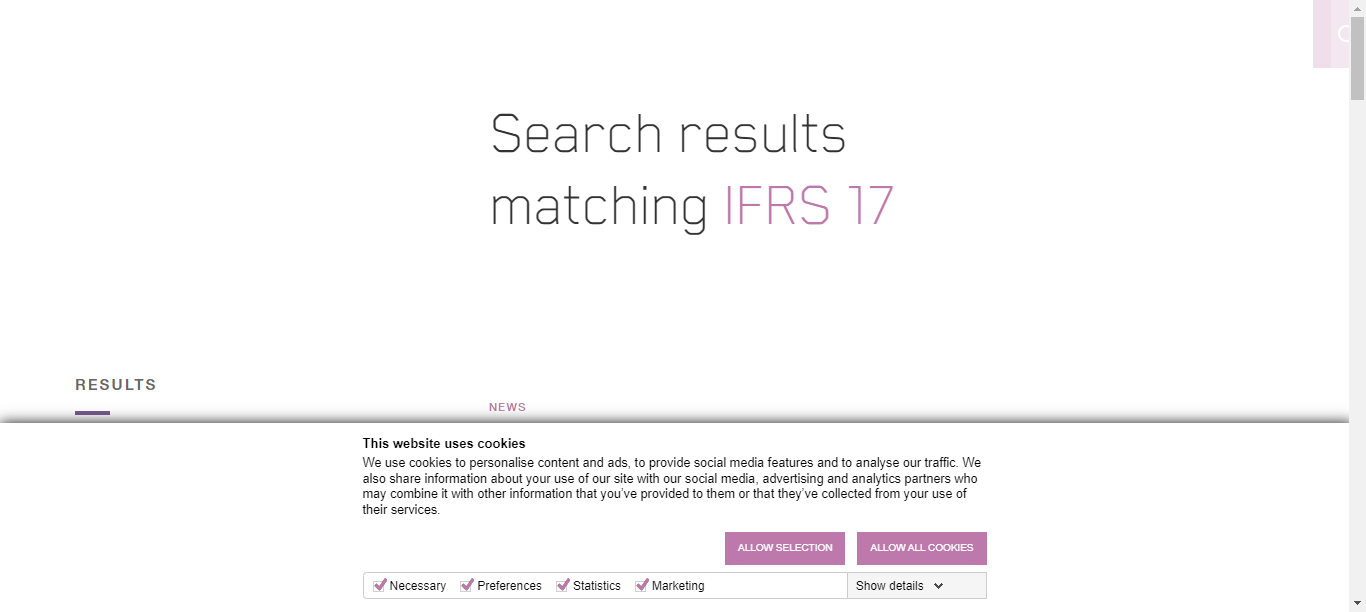 Search results
matching IFRS 17
RESULTS
NEWS
This website uses cookies
We use cookies to personalise content and ads, to provide social media features and to analyse our traffic. We
also share information about your use of our site with our social media, advertising and analytics partners who
may combine it with other information that you've provided to them or that they've collected from your use of
their services.
ALLOW SELECTION ALLOW ALL COOKIES
Necessary Preferences Statistics Marketing Show details